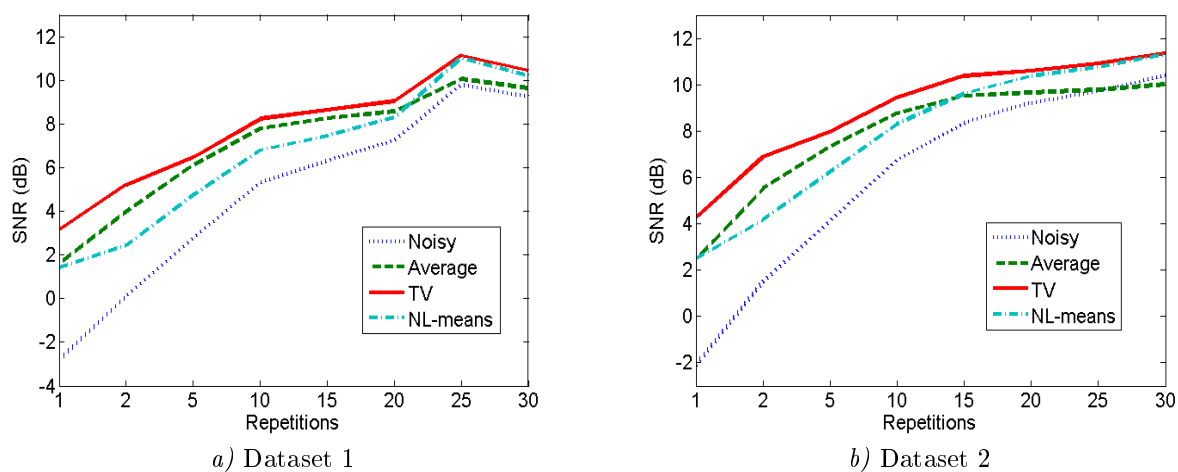 12
10
8
6
4
2
0
-2
-4
SNR (dB)
1 2 5 10 15 20 25 30
Repetitions
Noisy
Average
TV
NL-means
a) Dataset 1
12
10
8
6
4
2
0
-2
SNR (dB)
1 2 5 10 15 20 25 30
Repetitions
Noisy
Average
TV
NL-means
b) Dataset 2